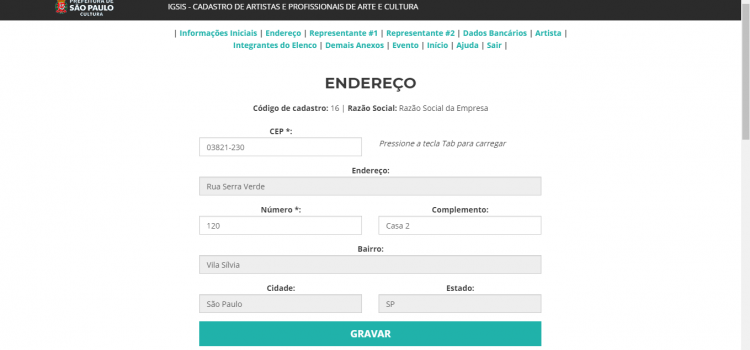 PREFEITURA DE
SÃO PAULO
CULTURA
IGSIS - CADASTRO DE ARTISTAS E PROFISSIONAIS DE ARTE E CULTURA
| Informações Iniciais | Endereço | Representante #1 | Representante #2 | Dados Bancários | Artista |
Integrantes do Elenco | Demais Anexos | Evento | Início | Ajuda | Sair |
ENDEREÇO
Código de cadastro: 16 | Razão Social: Razão Social da Empresa
CEP *:
03821-230
Pressione a tecla Tab para carregar
Endereço:
Rua Serra Verde
Número *: Complemento:
120 Casa 2
Bairro:
Vila Sílvia
Cidade: Estado:
São Paulo SP
GRAVAR